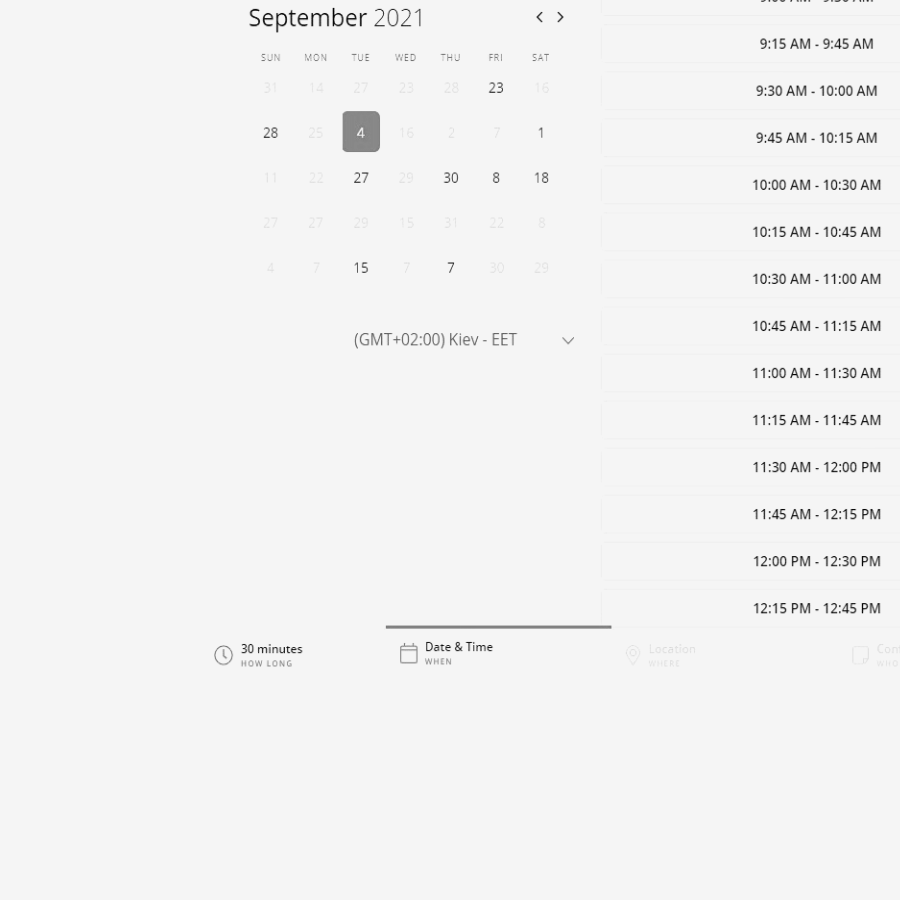 September 2021
SUN MON TUE WED THU FRI SAT
31 14 27 23 28 23 16
28 25 4 16 2 7 1
11 22 27 29 30 8 18
27 27 29 15 31 22 8
4 7 15 7 7 30 29
(GMT+02:00) Kiev - EET
9:15 AM - 9:45 AM
9:30 AM - 10:00 AM
9:45 AM - 10:15 AM
10:00 AM - 10:30 AM
10:15 AM - 10:45 AM
10:30 AM - 11:00 AM
10:45 AM - 11:15 AM
11:00 AM - 11:30 AM
11:15 AM - 11:45 AM
11:30 AM - 12:00 PM
11:45 AM - 12:15 PM
12:00 PM - 12:30 PM
12:15 PM - 12:45 PM
30 minutes
HOW LONG
Date & Time
WHEN
Location
WHERE